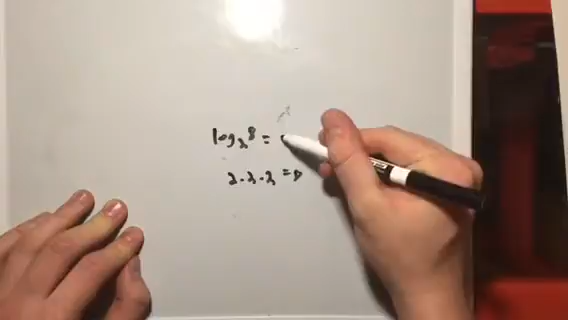 log₂8 =
2·2·2 = 8